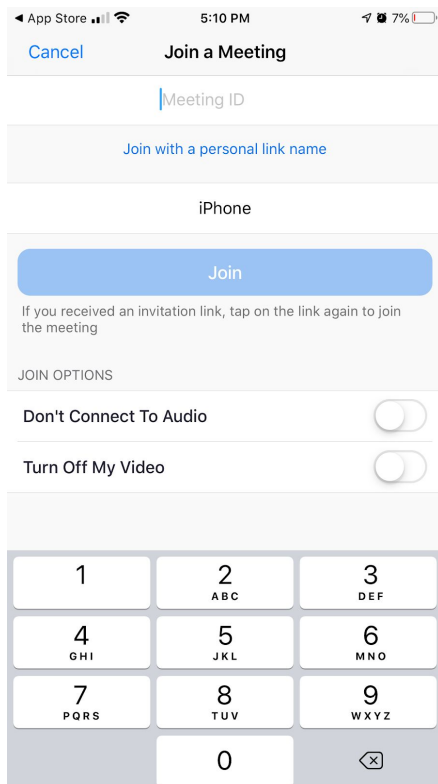 ◀ App Store 5:10 PM 7%
Cancel Join a Meeting
Meeting ID
Join with a personal link name
iPhone
Join
If you received an invitation link, tap on the link again to join
the meeting
JOIN OPTIONS
Don't Connect To Audio
Turn Off My Video
1 2 3
ABC DEF
4 5 6
GHI JKL MNO
7 8 9
PQRS TUV WXYZ
0